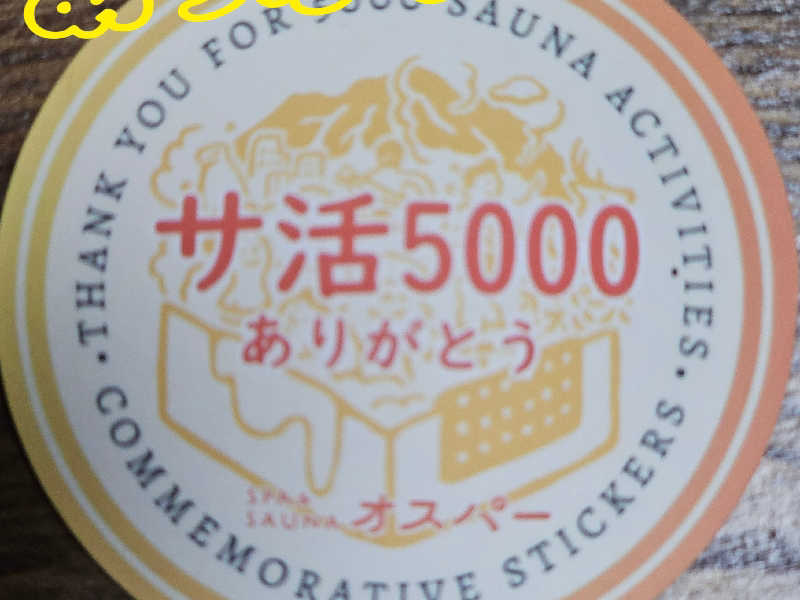 THANK YOU FOR 5000 SAUNA ACTIVITIES.
サ活5000
ありがとう
SPA&
SAUNA オスパー
・COMMEMORATIVE STICKERS・